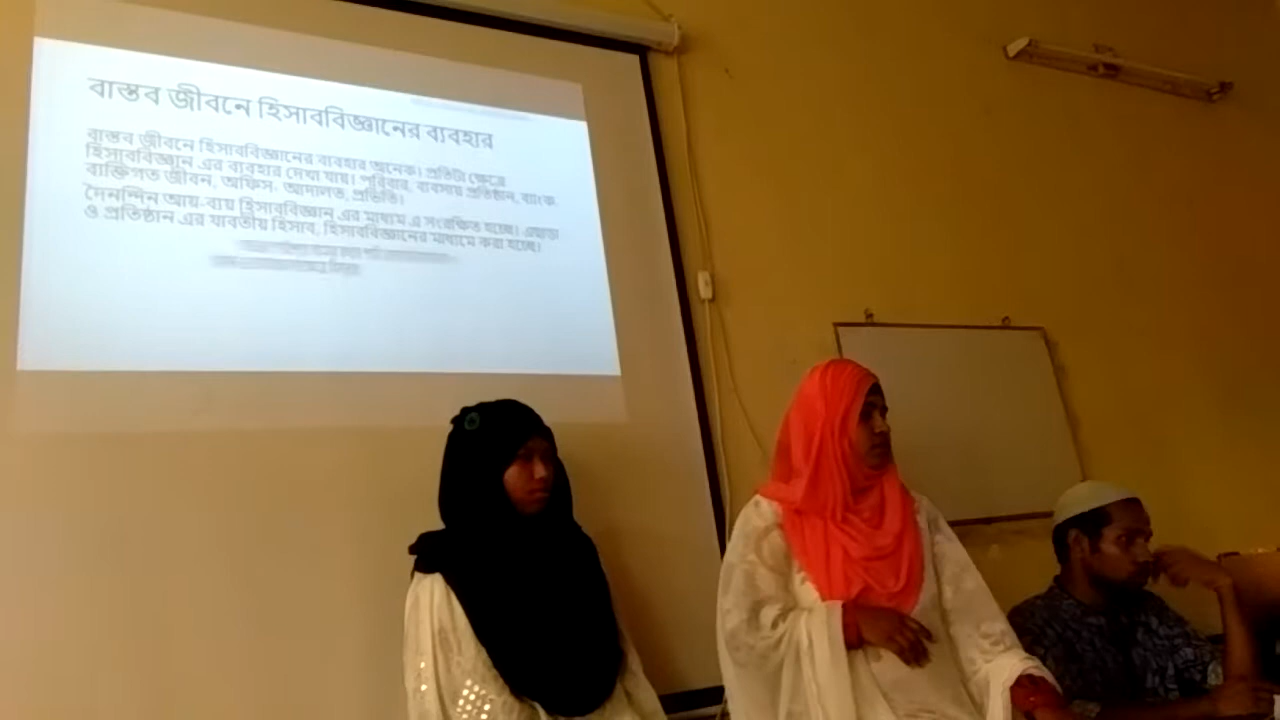 বাস্তব জীবনে হিসাববিজ্ঞানের ব্যবহার
বাস্তব জীবনে হিসাববিজ্ঞানের ব্যবহার অনেক। প্রতিটা ক্ষেত্রে
হিসাববিজ্ঞান এর ব্যবহার দেখা যায়। পরিবার, ব্যবসায় প্রতিষ্ঠান, ব্যাংক
ব্যক্তিগত জীবন, অফিস, আদালত, প্রভিতি।
দৈনন্দিন আয়-ব্যয় হিসাববিজ্ঞান এর মাধ্যম এ সংরক্ষিত হচ্ছে। এছাড়া
ও প্রতিষ্ঠান এর যাবতীয় হিসাব, হিসাববিজ্ঞানের মাধ্যমে করা হচ্ছে।